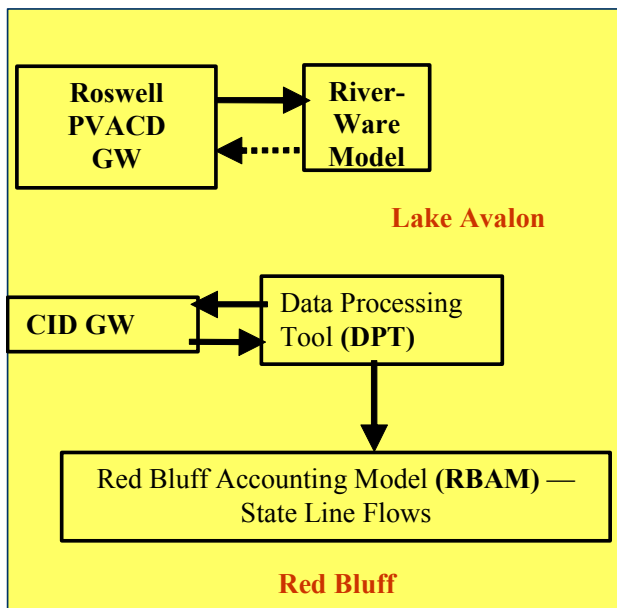 Roswell
PVACD
GW
River-
Ware
Model
Lake Avalon
CID GW
Data Processing
Tool (DPT)
Red Bluff Accounting Model (RBAM) —
State Line Flows
Red Bluff